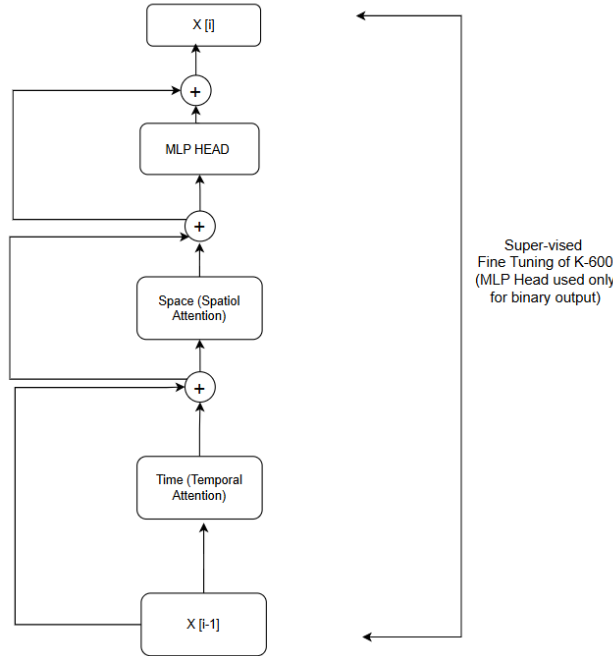 X [i]
+
MLP HEAD
+
Space (Spatiol
Attention)
+
Time (Temporal
Attention)
X [i-1]
Super-vised
Fine Tuning of K-600
(MLP Head used only
for binary output)